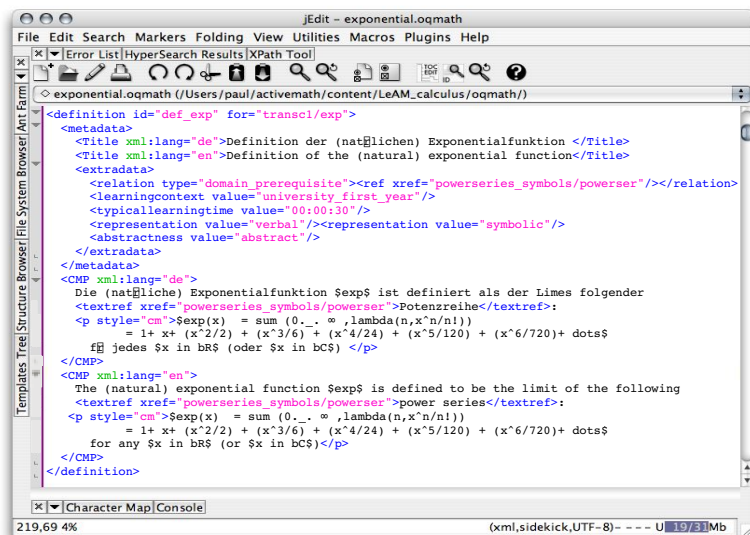 jEdit - exponential.oqmath
File Edit Search Markers Folding View Utilities Macros Plugins Help
Error List HyperSearch Results XPath Tool
TOC EDIT ID
exponential.oqmath (/Users/paul/activemath/content/LeAM_calculus/oqmath/)
Templates Tree Structure Browser File System Browser Ant Farm
<definition id="def_exp" for="transc1/exp">
<metadata>
<Title xml:lang="de">Definition der (nat lichen) Exponentialfunktion </Title>
<Title xml:lang="en">Definition of the (natural) exponential function</Title>
<extradata>
<relation type="domain_prerequisite"><ref xref="powerseries_symbols/powerser"/></relation>
<learningcontext value="university_first_year"/>
<typicallearningtime value="00:00:30"/>
<representation value="verbal"/><representation value="symbolic"/>
<abstractness value="abstract"/>
</extradata>
</metadata>
<CMP xml:lang="de">
Die (nat liche) Exponentialfunktion $exp$ ist definiert als der Limes folgender
<textref xref="powerseries_symbols/powerser">Potenzreihe</textref>:
<p style="cm">$exp(x) = sum (0._. ∞ ,lambda(n,x^n/n!))
= 1+ x+ (x^2/2) + (x^3/6) + (x^4/24) + (x^5/120) + (x^6/720)+ dots$
f jedes $x in bR$ (oder $x in bC$) </p>
</CMP>
<CMP xml:lang="en">
The (natural) exponential function $exp$ is defined to be the limit of the following
<textref xref="powerseries_symbols/powerser">power series</textref>:
<p style="cm">$exp(x) = sum (0._. ∞ ,lambda(n,x^n/n!))
= 1+ x+ (x^2/2) + (x^3/6) + (x^4/24) + (x^5/120) + (x^6/720)+ dots$
for any $x in bR$ (or $x in bC$)</p>
</CMP>
</definition>
Character Map Console
219,69 4% (xml,sidekick,UTF-8)- - - - U 19/31Mb